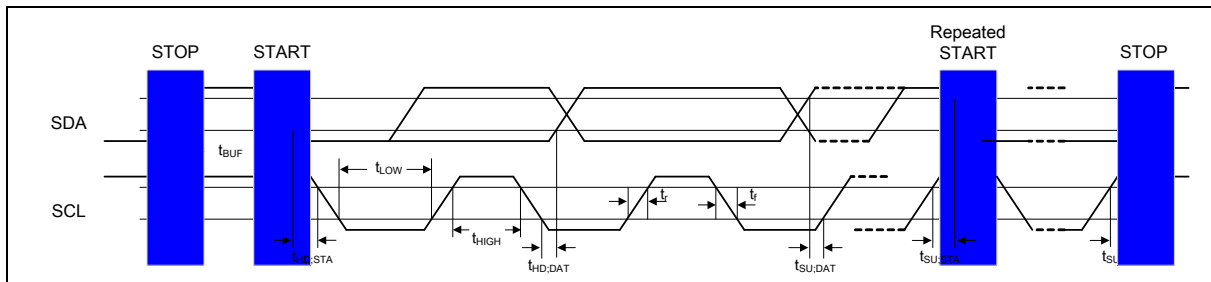 STOP
START
Repeated
START
STOP
SDA
tBUF
tLOW
SCL
tr
tf
tHIGH
tHD;STA
tHD;DAT
tSU;DAT
tSU;STA
tSU